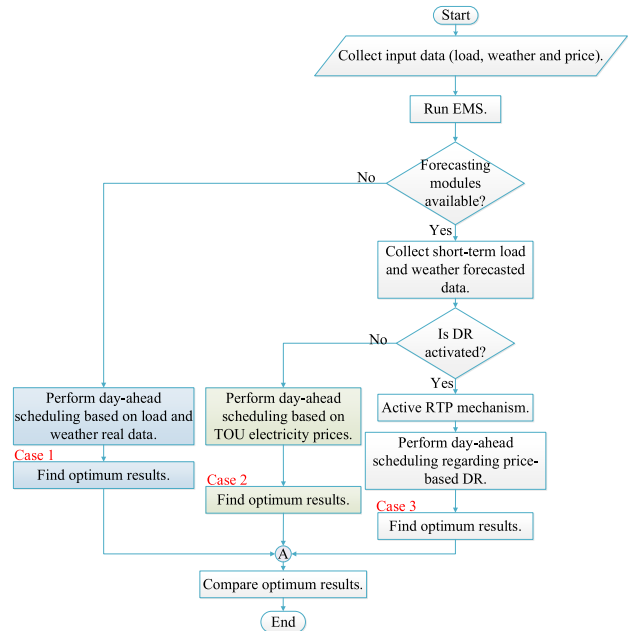 Start
Collect input data (load, weather and price).
Run EMS.
Forecasting
modules
available?
No
Yes
Collect short-term load
and weather forecasted
data.
Is DR
activated?
No
Yes
Perform day-ahead
scheduling based on load and
weather real data.
Case 1
Find optimum results.
Perform day-ahead
scheduling based on
TOU electricity prices.
Case 2
Find optimum results.
Active RTP mechanism.
Perform day-ahead
scheduling regarding price-
based DR.
Case 3
Find optimum results.
A
Compare optimum results.
End